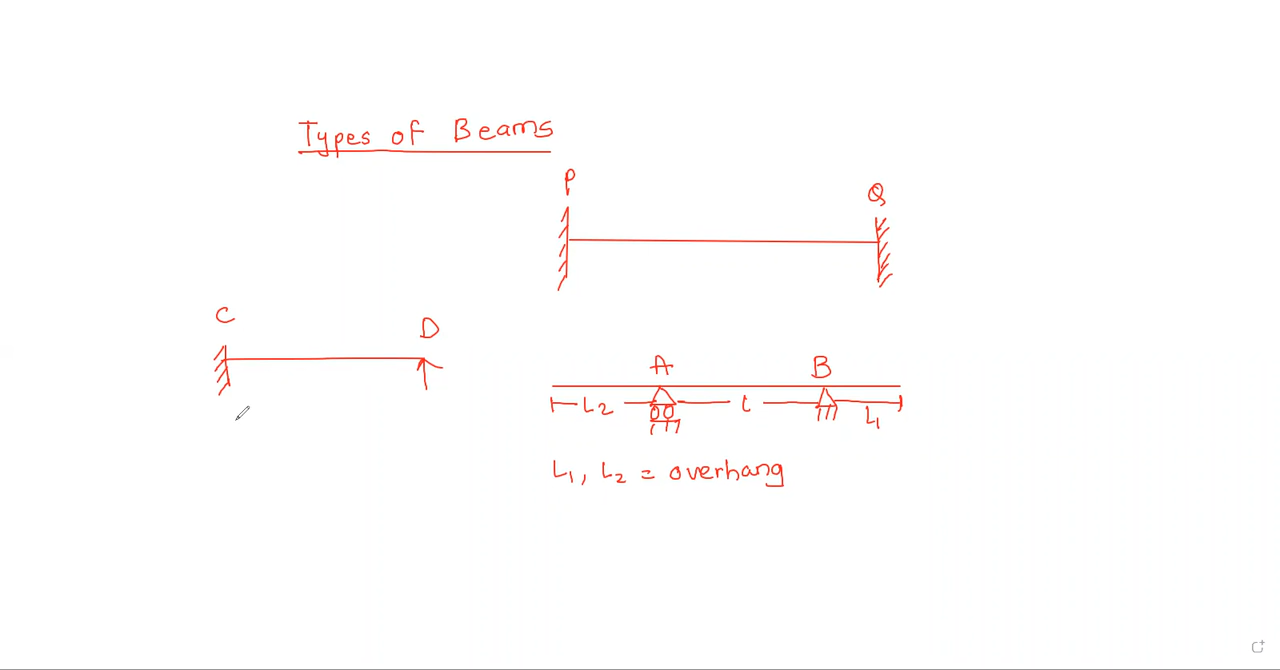 Types of Beams
P
Q
C
D
A
B
L2
L
L1
L1, L2 = overhang